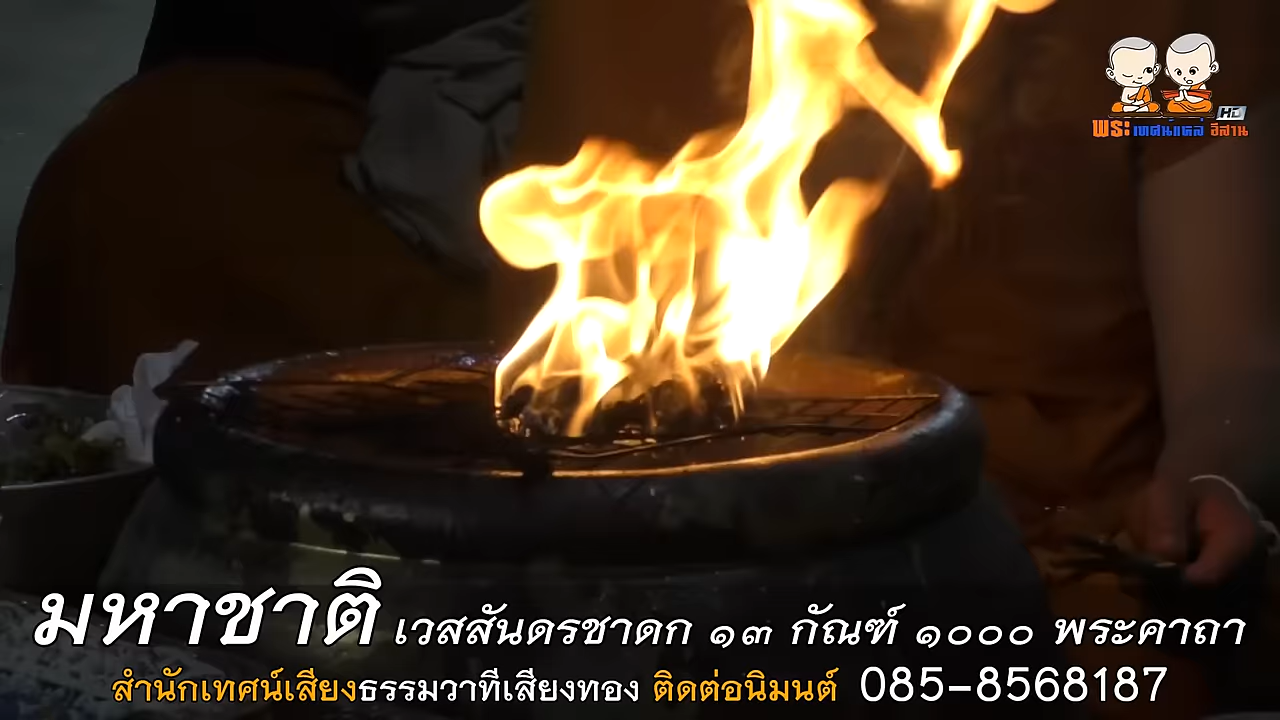 HD
พระเทศน์แหล่ อีสาน
มหาชาติ เวสสันดรชาดก ๑๓ กัณฑ์ ๑๐๐๐ พระคาถา
สำนักเทศน์เสียงธรรมวาทีเสียงทอง ติดต่อนิมนต์ 085-8568187